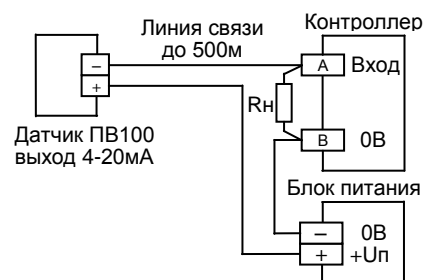 Линия связи
до 500м
Контроллер
–
+
A
Вход
Rн
B
0В
Датчик ПВ100
выход 4-20мА
Блок питания
–
0В
+
+Uп